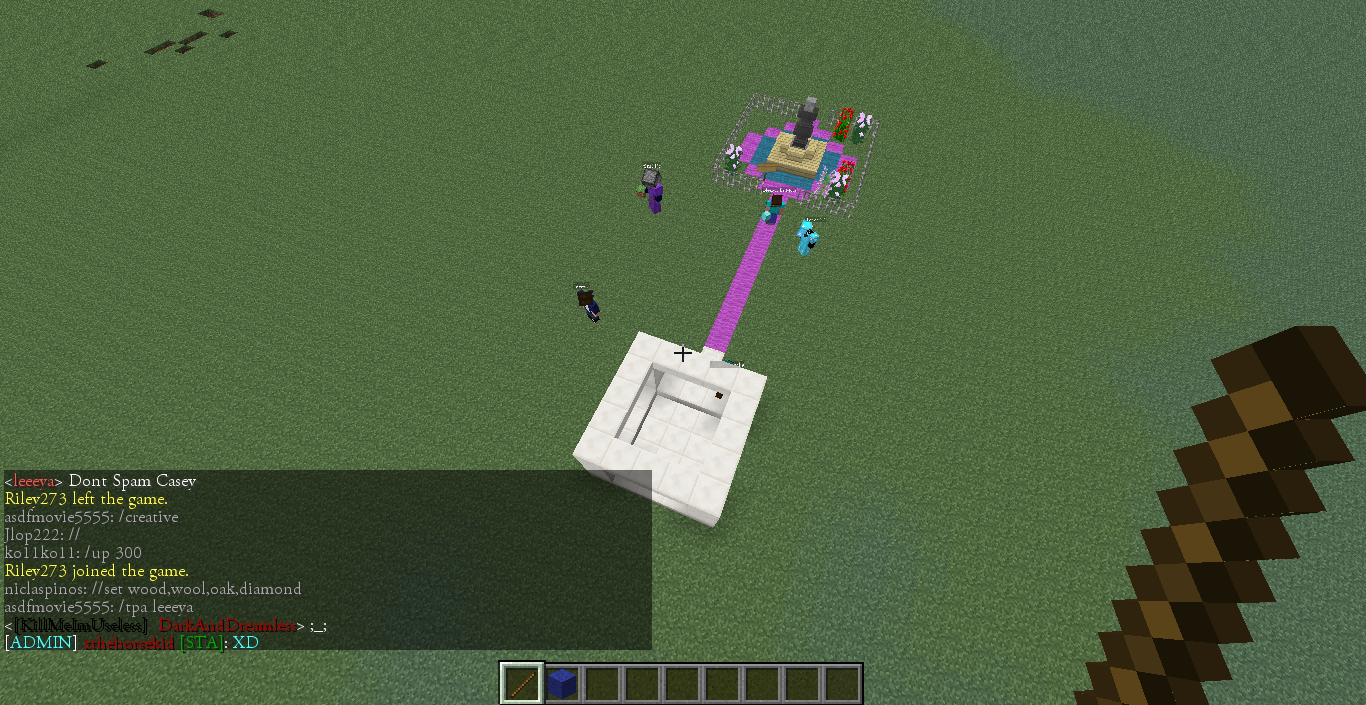 <leeeya> Dont Spam Casey
Riley273 left the game.
asdfmovie5555: /creative
Jlop222: //
ko11ko11: /up 300
Riley273 joined the game.
niclaspinos: //set wood,wool,oak,diamond
asdfmovie5555: /tpa leeeya
<[KillMeImUseless] DarkAndDreamless> ;_;
[ADMIN] [STA]: XD